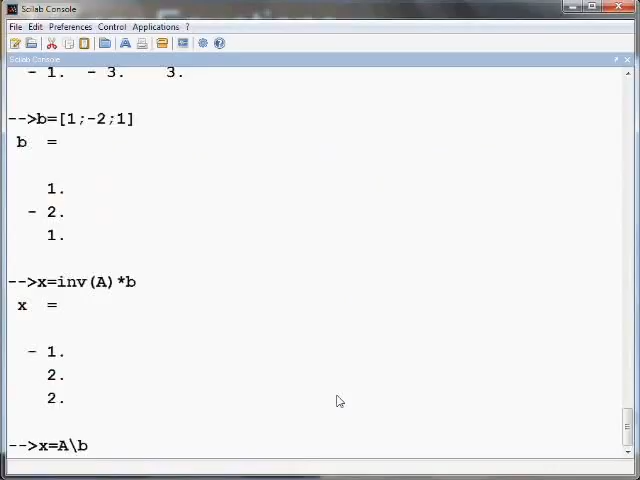 Scilab Console
File Edit Preferences Control Applications ?
Scilab Console
- 1. - 3. 3.
-->b=[1;-2;1]
b =
1.
- 2.
1.
-->x=inv(A)*b
x =
- 1.
2.
2.
-->x=A\b